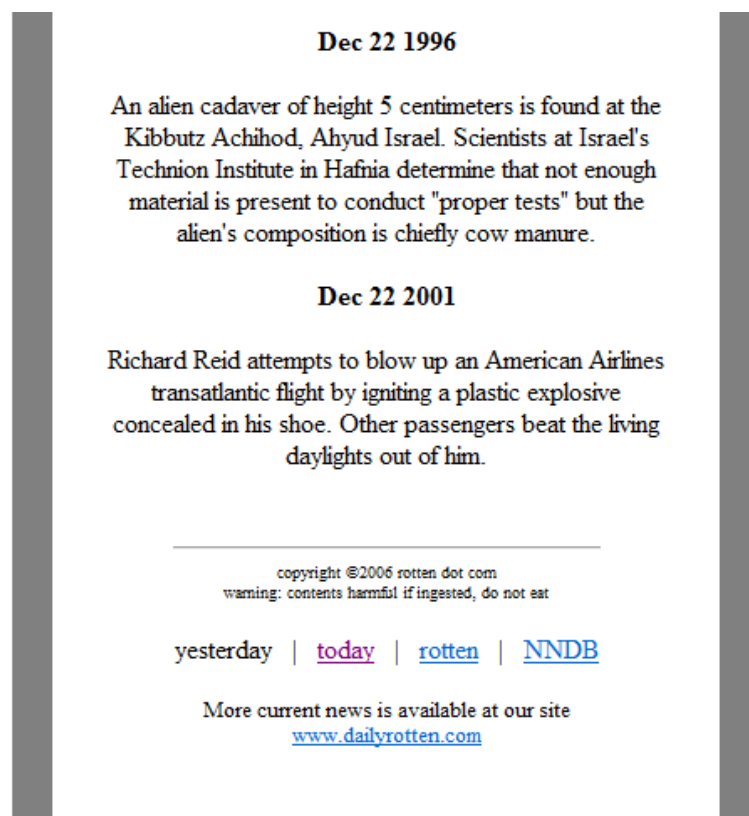 Dec 22 1996
An alien cadaver of height 5 centimeters is found at the
Kibbutz Achihod, Ahyud Israel. Scientists at Israel's
Technion Institute in Hafnia determine that not enough
material is present to conduct "proper tests" but the
alien's composition is chiefly cow manure.
Dec 22 2001
Richard Reid attempts to blow up an American Airlines
transatlantic flight by igniting a plastic explosive
concealed in his shoe. Other passengers beat the living
daylights out of him.
copyright ©2006 rotten dot com
warning: contents harmful if ingested, do not eat
yesterday | today | rotten | NNDB
More current news is available at our site
www.dailyrotten.com